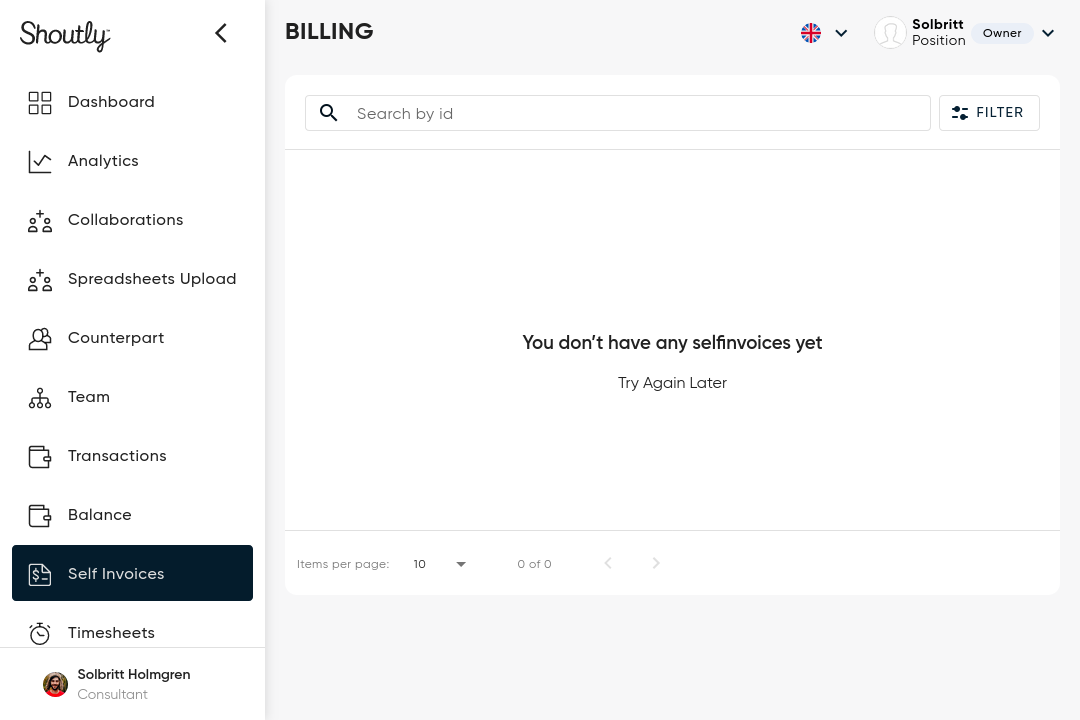 Shoutly
BILLING
Solbritt
Position
Owner
Dashboard
Analytics
Collaborations
Spreadsheets Upload
Counterpart
Team
Transactions
Balance
Self Invoices
Timesheets
Solbritt Holmgren
Consultant
Search by id
FILTER
You don't have any selfinvoices yet
Try Again Later
Items per page: 10 0 of 0